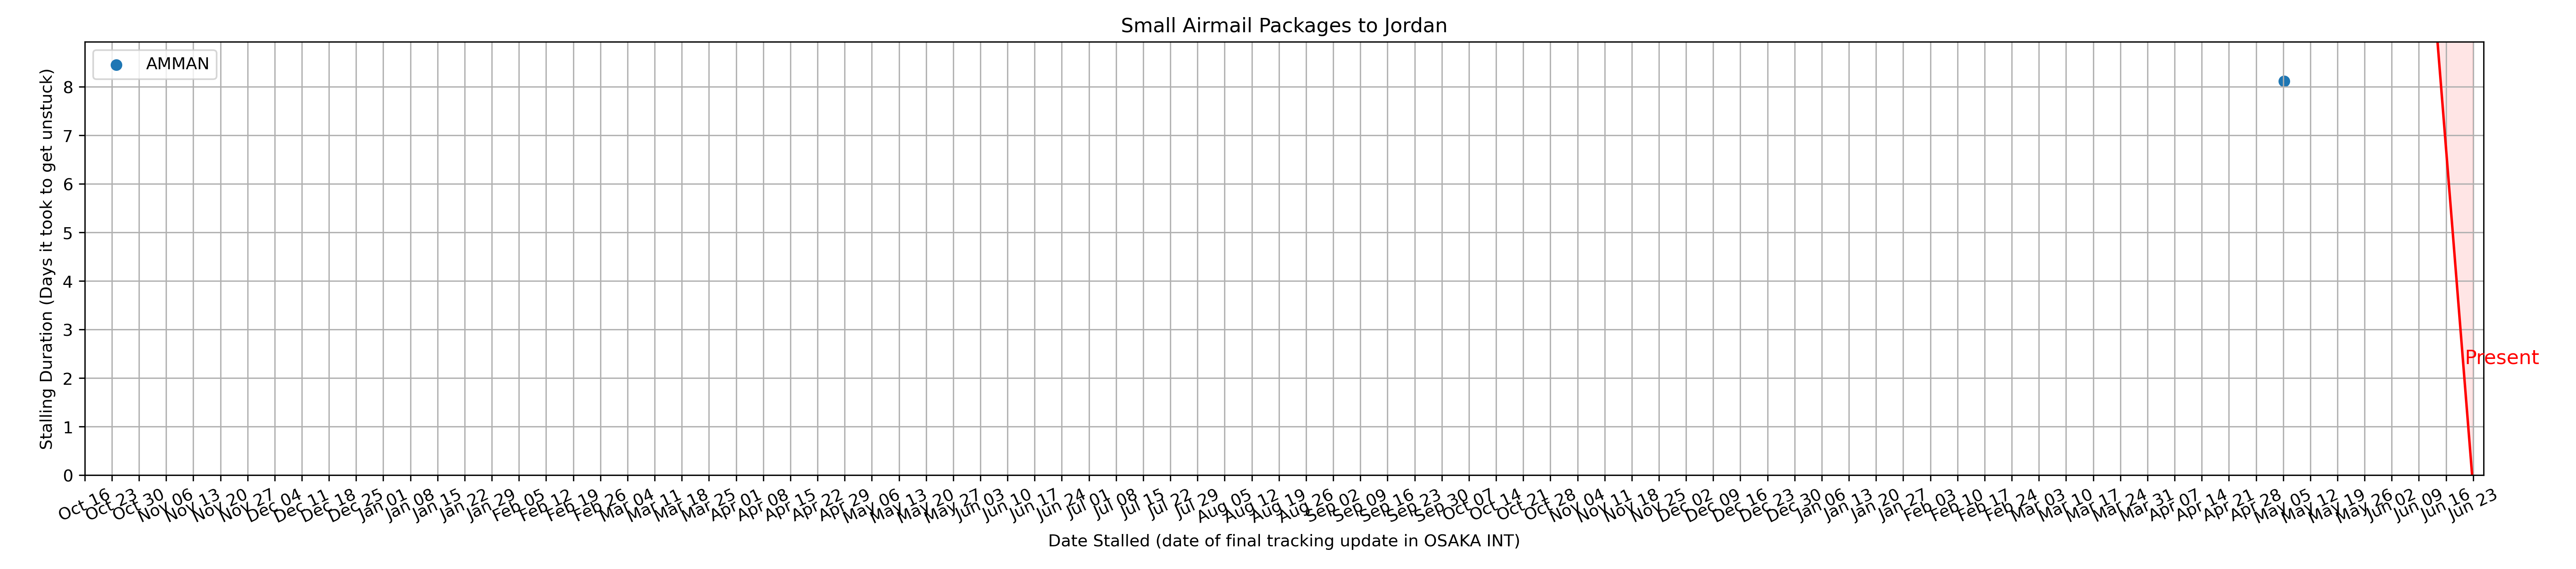 Small Airmail Packages to Jordan
AMMAN
Stalling Duration (Days it took to get unstuck)
8
7
6
5
4
3
2
1
0
Present
Oct 16
Oct 23
Oct 30
Nov 06
Nov 13
Nov 20
Nov 27
Dec 04
Dec 11
Dec 18
Dec 25
Jan 01
Jan 08
Jan 15
Jan 22
Jan 29
Feb 05
Feb 12
Feb 19
Feb 26
Mar 04
Mar 11
Mar 18
Mar 25
Apr 01
Apr 08
Apr 15
Apr 22
Apr 29
May 06
May 13
May 20
May 27
Jun 03
Jun 10
Jun 17
Jun 24
Jul 01
Jul 08
Jul 15
Jul 22
Jul 29
Aug 05
Aug 12
Aug 19
Aug 26
Sep 02
Sep 09
Sep 16
Sep 23
Sep 30
Oct 07
Oct 14
Oct 21
Oct 28
Nov 04
Nov 11
Nov 18
Nov 25
Dec 02
Dec 09
Dec 16
Dec 23
Dec 30
Jan 06
Jan 13
Jan 20
Jan 27
Feb 03
Feb 10
Feb 17
Feb 24
Mar 03
Mar 10
Mar 17
Mar 24
Mar 31
Apr 07
Apr 14
Apr 21
Apr 28
May 05
May 12
May 19
May 26
Jun 02
Jun 09
Jun 16
Jun 23
Date Stalled (date of final tracking update in OSAKA INT)